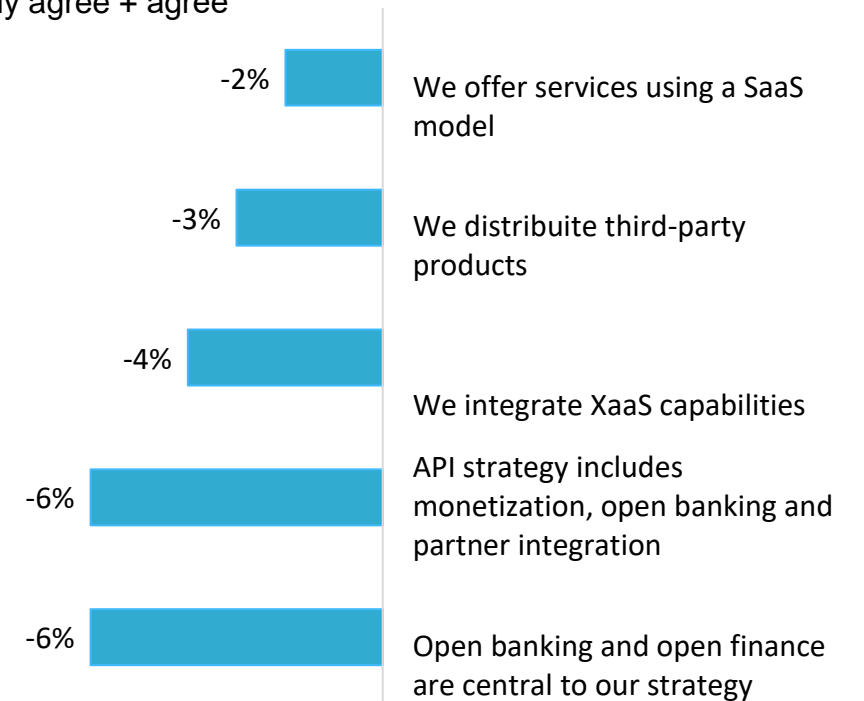 ly agree + agree
-2%
We offer services using a SaaS
model
-3%
We distribuite third-party
products
-4%
We integrate XaaS capabilities
-6%
API strategy includes
monetization, open banking and
partner integration
-6%
Open banking and open finance
are central to our strategy